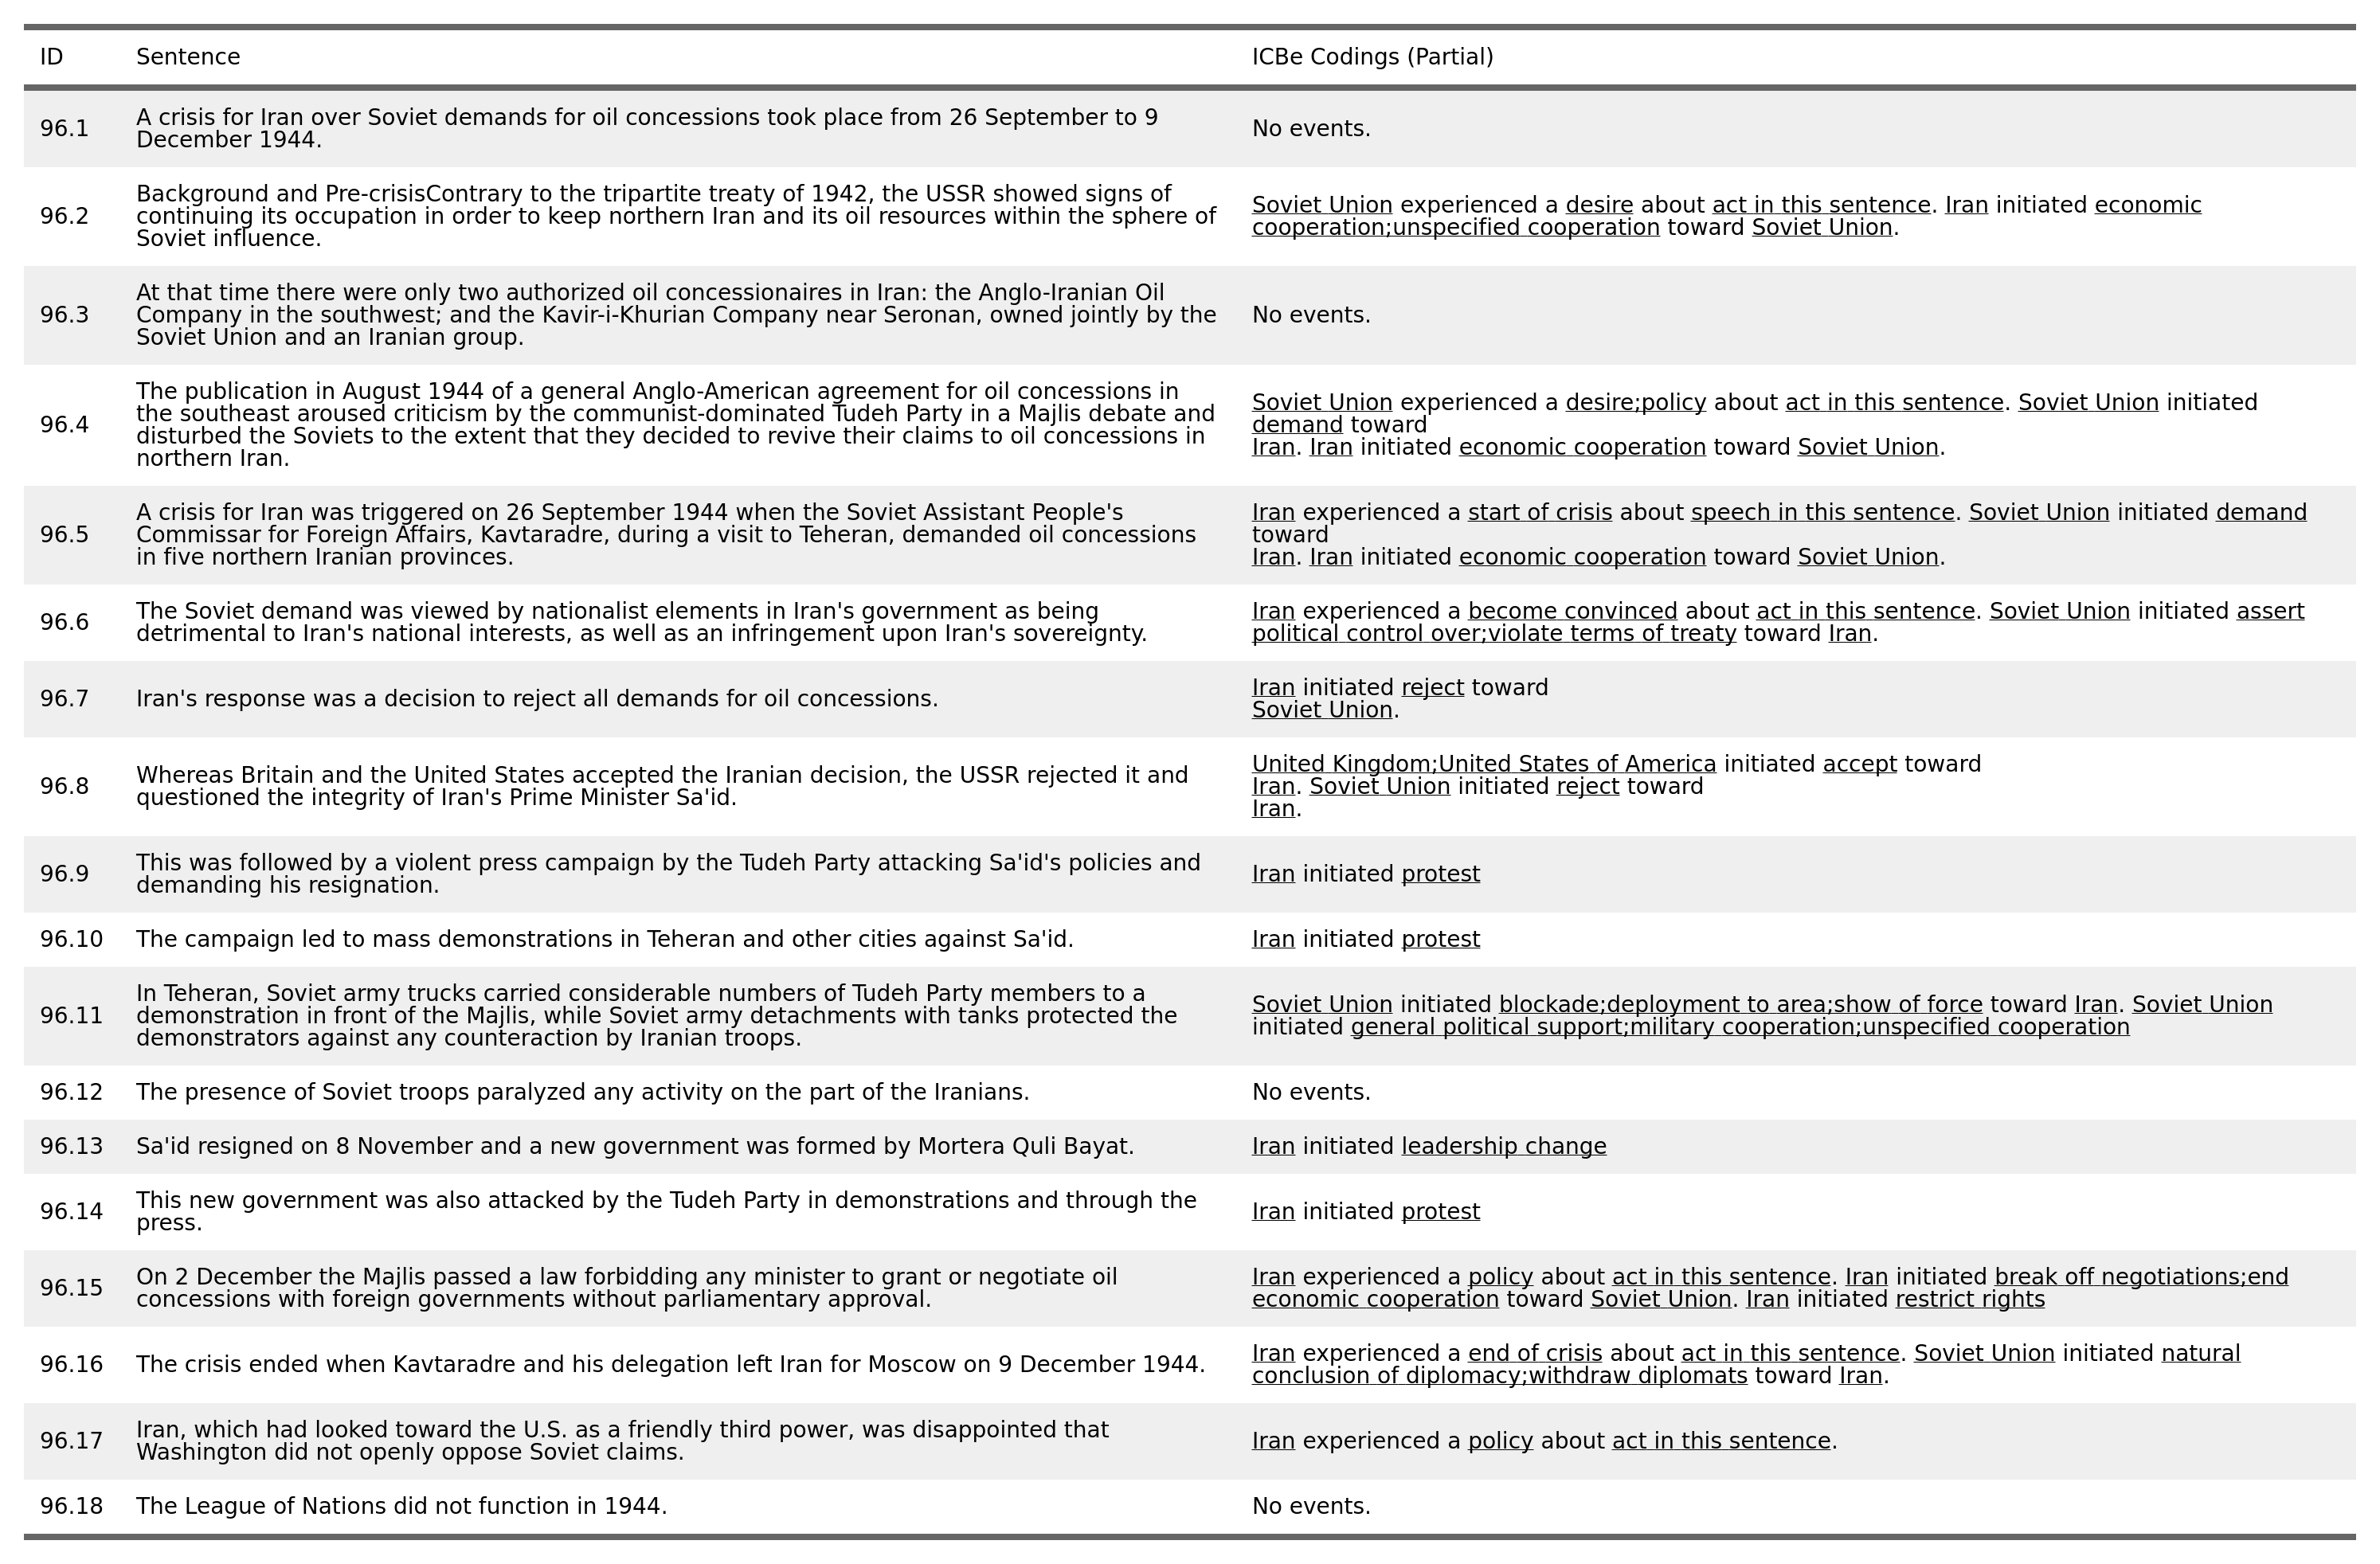 ID Sentence ICBe Codings (Partial)
96.1 A crisis for Iran over Soviet demands for oil concessions took place from 26 September to 9
December 1944.
No events.
96.2 Background and Pre-crisisContrary to the tripartite treaty of 1942, the USSR showed signs of
continuing its occupation in order to keep northern Iran and its oil resources within the sphere of
Soviet influence.
Soviet Union experienced a desire about act in this sentence. Iran initiated economic
cooperation;unspecified cooperation toward Soviet Union.
96.3 At that time there were only two authorized oil concessionaires in Iran: the Anglo-Iranian Oil
Company in the southwest; and the Kavir-i-Khurian Company near Seronan, owned jointly by the
Soviet Union and an Iranian group.
No events.
96.4 The publication in August 1944 of a general Anglo-American agreement for oil concessions in
the southeast aroused criticism by the communist-dominated Tudeh Party in a Majlis debate and
disturbed the Soviets to the extent that they decided to revive their claims to oil concessions in
northern Iran.
Soviet Union experienced a desire;policy about act in this sentence. Soviet Union initiated
demand toward
Iran. Iran initiated economic cooperation toward Soviet Union.
96.5 A crisis for Iran was triggered on 26 September 1944 when the Soviet Assistant People's
Commissar for Foreign Affairs, Kavtaradre, during a visit to Teheran, demanded oil concessions
in five northern Iranian provinces.
Iran experienced a start of crisis about speech in this sentence. Soviet Union initiated demand
toward
Iran. Iran initiated economic cooperation toward Soviet Union.
96.6 The Soviet demand was viewed by nationalist elements in Iran's government as being
detrimental to Iran's national interests, as well as an infringement upon Iran's sovereignty.
Iran experienced a become convinced about act in this sentence. Soviet Union initiated assert
political control over;violate terms of treaty toward Iran.
96.7 Iran's response was a decision to reject all demands for oil concessions.
Iran initiated reject toward
Soviet Union.
96.8 Whereas Britain and the United States accepted the Iranian decision, the USSR rejected it and
questioned the integrity of Iran's Prime Minister Sa'id.
United Kingdom;United States of America initiated accept toward
Iran. Soviet Union initiated reject toward
Iran.
96.9 This was followed by a violent press campaign by the Tudeh Party attacking Sa'id's policies and
demanding his resignation.
Iran initiated protest
96.10 The campaign led to mass demonstrations in Teheran and other cities against Sa'id.
Iran initiated protest
96.11 In Teheran, Soviet army trucks carried considerable numbers of Tudeh Party members to a
demonstration in front of the Majlis, while Soviet army detachments with tanks protected the
demonstrators against any counteraction by Iranian troops.
Soviet Union initiated blockade;deployment to area;show of force toward Iran. Soviet Union
initiated general political support;military cooperation;unspecified cooperation
96.12 The presence of Soviet troops paralyzed any activity on the part of the Iranians.
No events.
96.13 Sa'id resigned on 8 November and a new government was formed by Mortera Quli Bayat.
Iran initiated leadership change
96.14 This new government was also attacked by the Tudeh Party in demonstrations and through the
press.
Iran initiated protest
96.15 On 2 December the Majlis passed a law forbidding any minister to grant or negotiate oil
concessions with foreign governments without parliamentary approval.
Iran experienced a policy about act in this sentence. Iran initiated break off negotiations;end
economic cooperation toward Soviet Union. Iran initiated restrict rights
96.16 The crisis ended when Kavtaradre and his delegation left Iran for Moscow on 9 December 1944.
Iran experienced a end of crisis about act in this sentence. Soviet Union initiated natural
conclusion of diplomacy;withdraw diplomats toward Iran.
96.17 Iran, which had looked toward the U.S. as a friendly third power, was disappointed that
Washington did not openly oppose Soviet claims.
Iran experienced a policy about act in this sentence.
96.18 The League of Nations did not function in 1944.
No events.